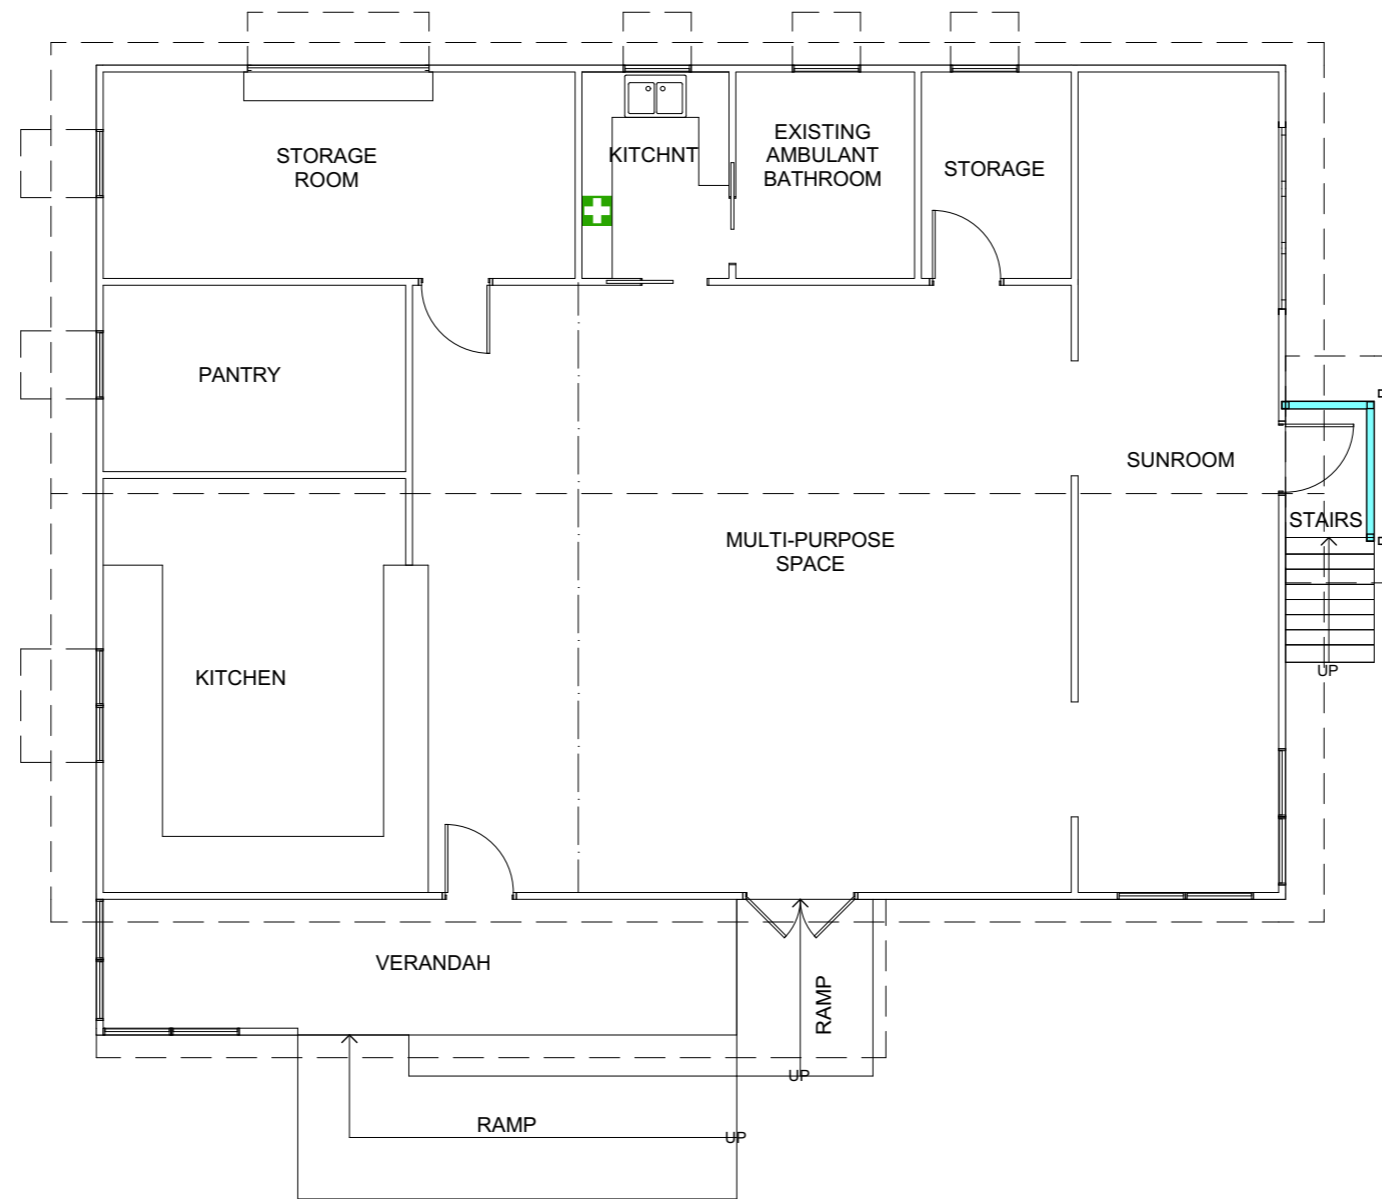 STORAGE
ROOM
KITCHNT
EXISTING
AMBULANT
BATHROOM
STORAGE
PANTRY
SUNROOM
STAIRS
MULTI-PURPOSE
SPACE
KITCHEN
UP
VERANDAH
RAMP
UP
RAMP
UP